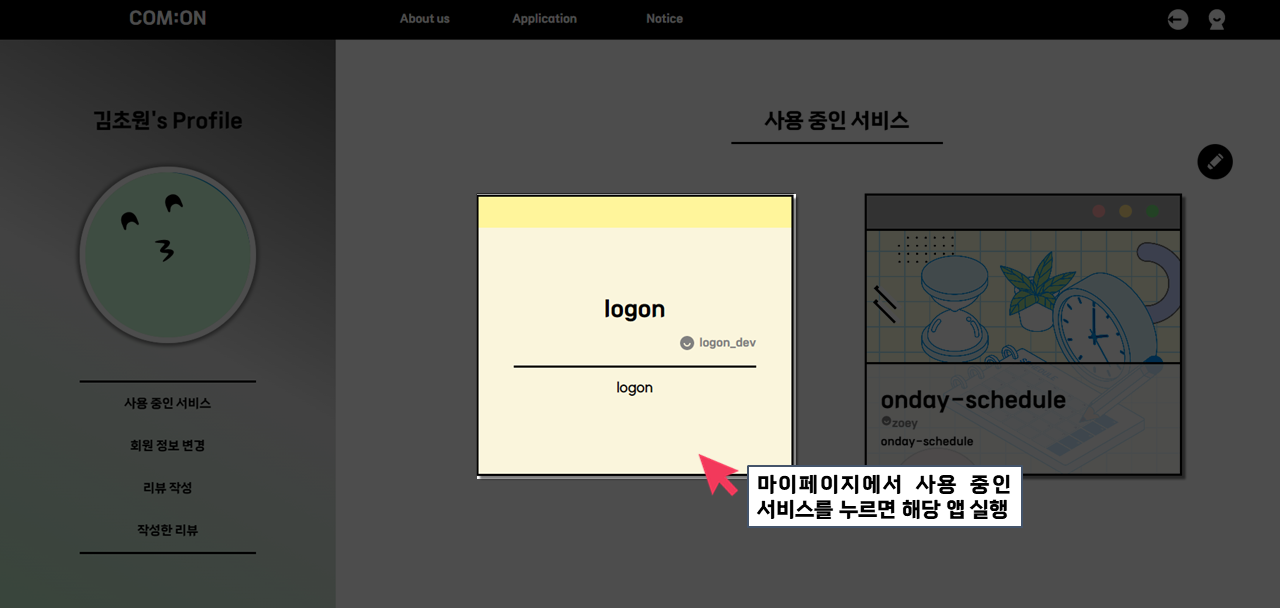 COM:ON
About us
Application
Notice
김초원's Profile
사용 중인 서비스
회원 정보 변경
리뷰 작성
작성한 리뷰
사용 중인 서비스
logon
logon_dev
logon
onday-schedule
zoey
onday-schedule
마이페이지에서 사용 중인
서비스를 누르면 해당 앱 실행